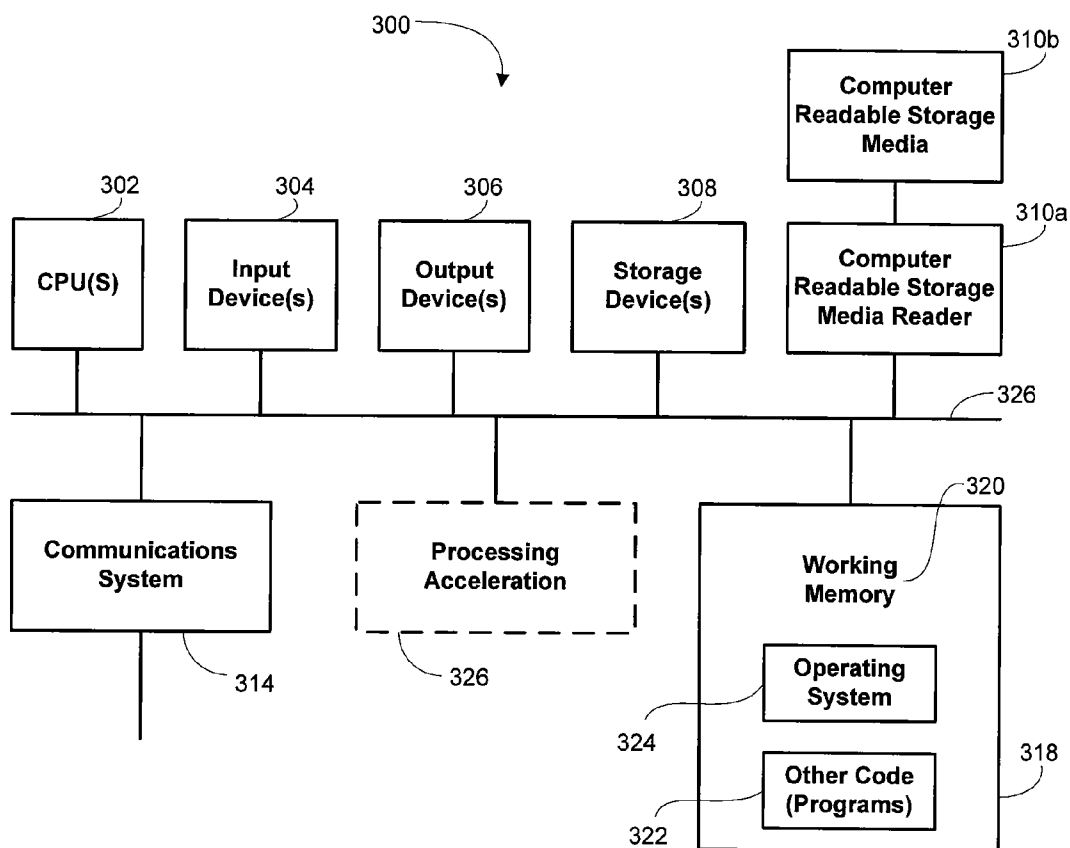 300
310b
Computer
Readable Storage
Media
302
304
306
308
310a
CPU(S)
Input
Device(s)
Output
Device(s)
Storage
Device(s)
Computer
Readable Storage
Media Reader
326
320
Communications
System
Processing
Acceleration
Working
Memory
314
326
Operating
System
324
318
Other Code
(Programs)
322